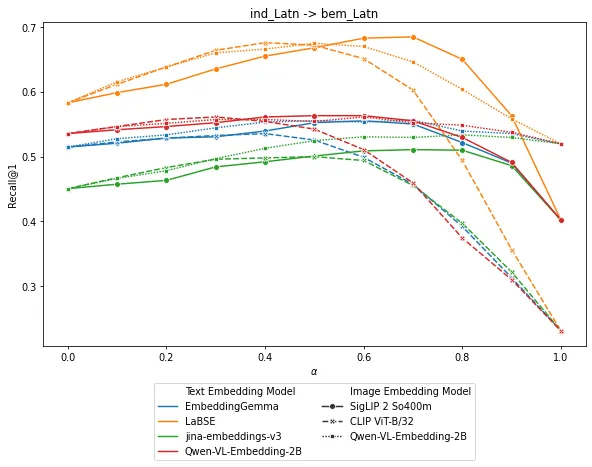 ind_Latn -> bem_Latn
Recall@1
0.7
0.6
0.5
0.4
0.3
0.0 0.2 0.4 0.6 0.8 1.0
α
Text Embedding Model Image Embedding Model
EmbeddingGemma SigLIP 2 So400m
LaBSE CLIP ViT-B/32
jina-embeddings-v3 Qwen-VL-Embedding-2B
Qwen-VL-Embedding-2B